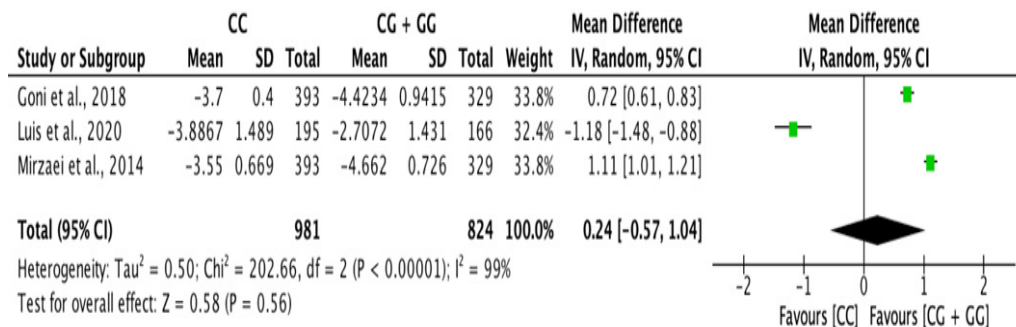 CC CG + GG Mean Difference Mean Difference
Study or Subgroup Mean SD Total Mean SD Total Weight IV, Random, 95% CI IV, Random, 95% CI
Goni et al., 2018 -3.7 0.4 393 -4.4234 0.9415 329 33.8% 0.72 [0.61, 0.83]
Luis et al., 2020 -3.8867 1.489 195 -2.7072 1.431 166 32.4% -1.18 [-1.48, -0.88]
Mirzaei et al., 2014 -3.55 0.669 393 -4.662 0.726 329 33.8% 1.11 [1.01, 1.21]
Total (95% CI) 981 824 100.0% 0.24 [-0.57, 1.04]
Heterogeneity: Tau² = 0.50; Chi² = 202.66, df = 2 (P < 0.00001); I² = 99%
Test for overall effect: Z = 0.58 (P = 0.56)
-2 -1 0 1 2
Favours [CC] Favours [CG + GG]